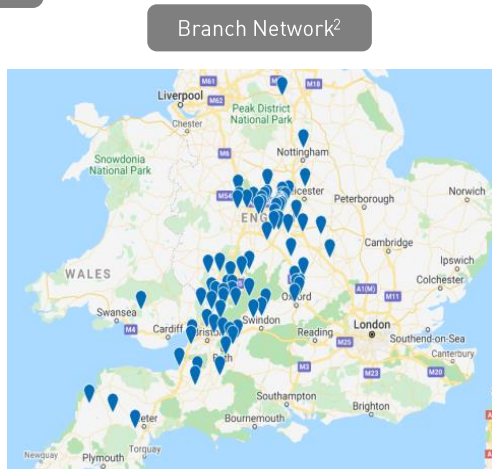 Branch Network2
M61
M18
Liverpool
M62
Peak District
National Park
Chester
Snowdonia
National Park
M6
Nottingham
M54
Peterborough
Norwich
Cambridge
Ipswich
WALES
Colchester
A1(M)
M11
Oxford
Swansea
M4
Cardiff
Swindon
Reading
London
Southend-on-Sea
M25
Canterbury
M3
M23
M20
Southampton
Brighton
Bournemouth
Torquay
Newquay
Plymouth